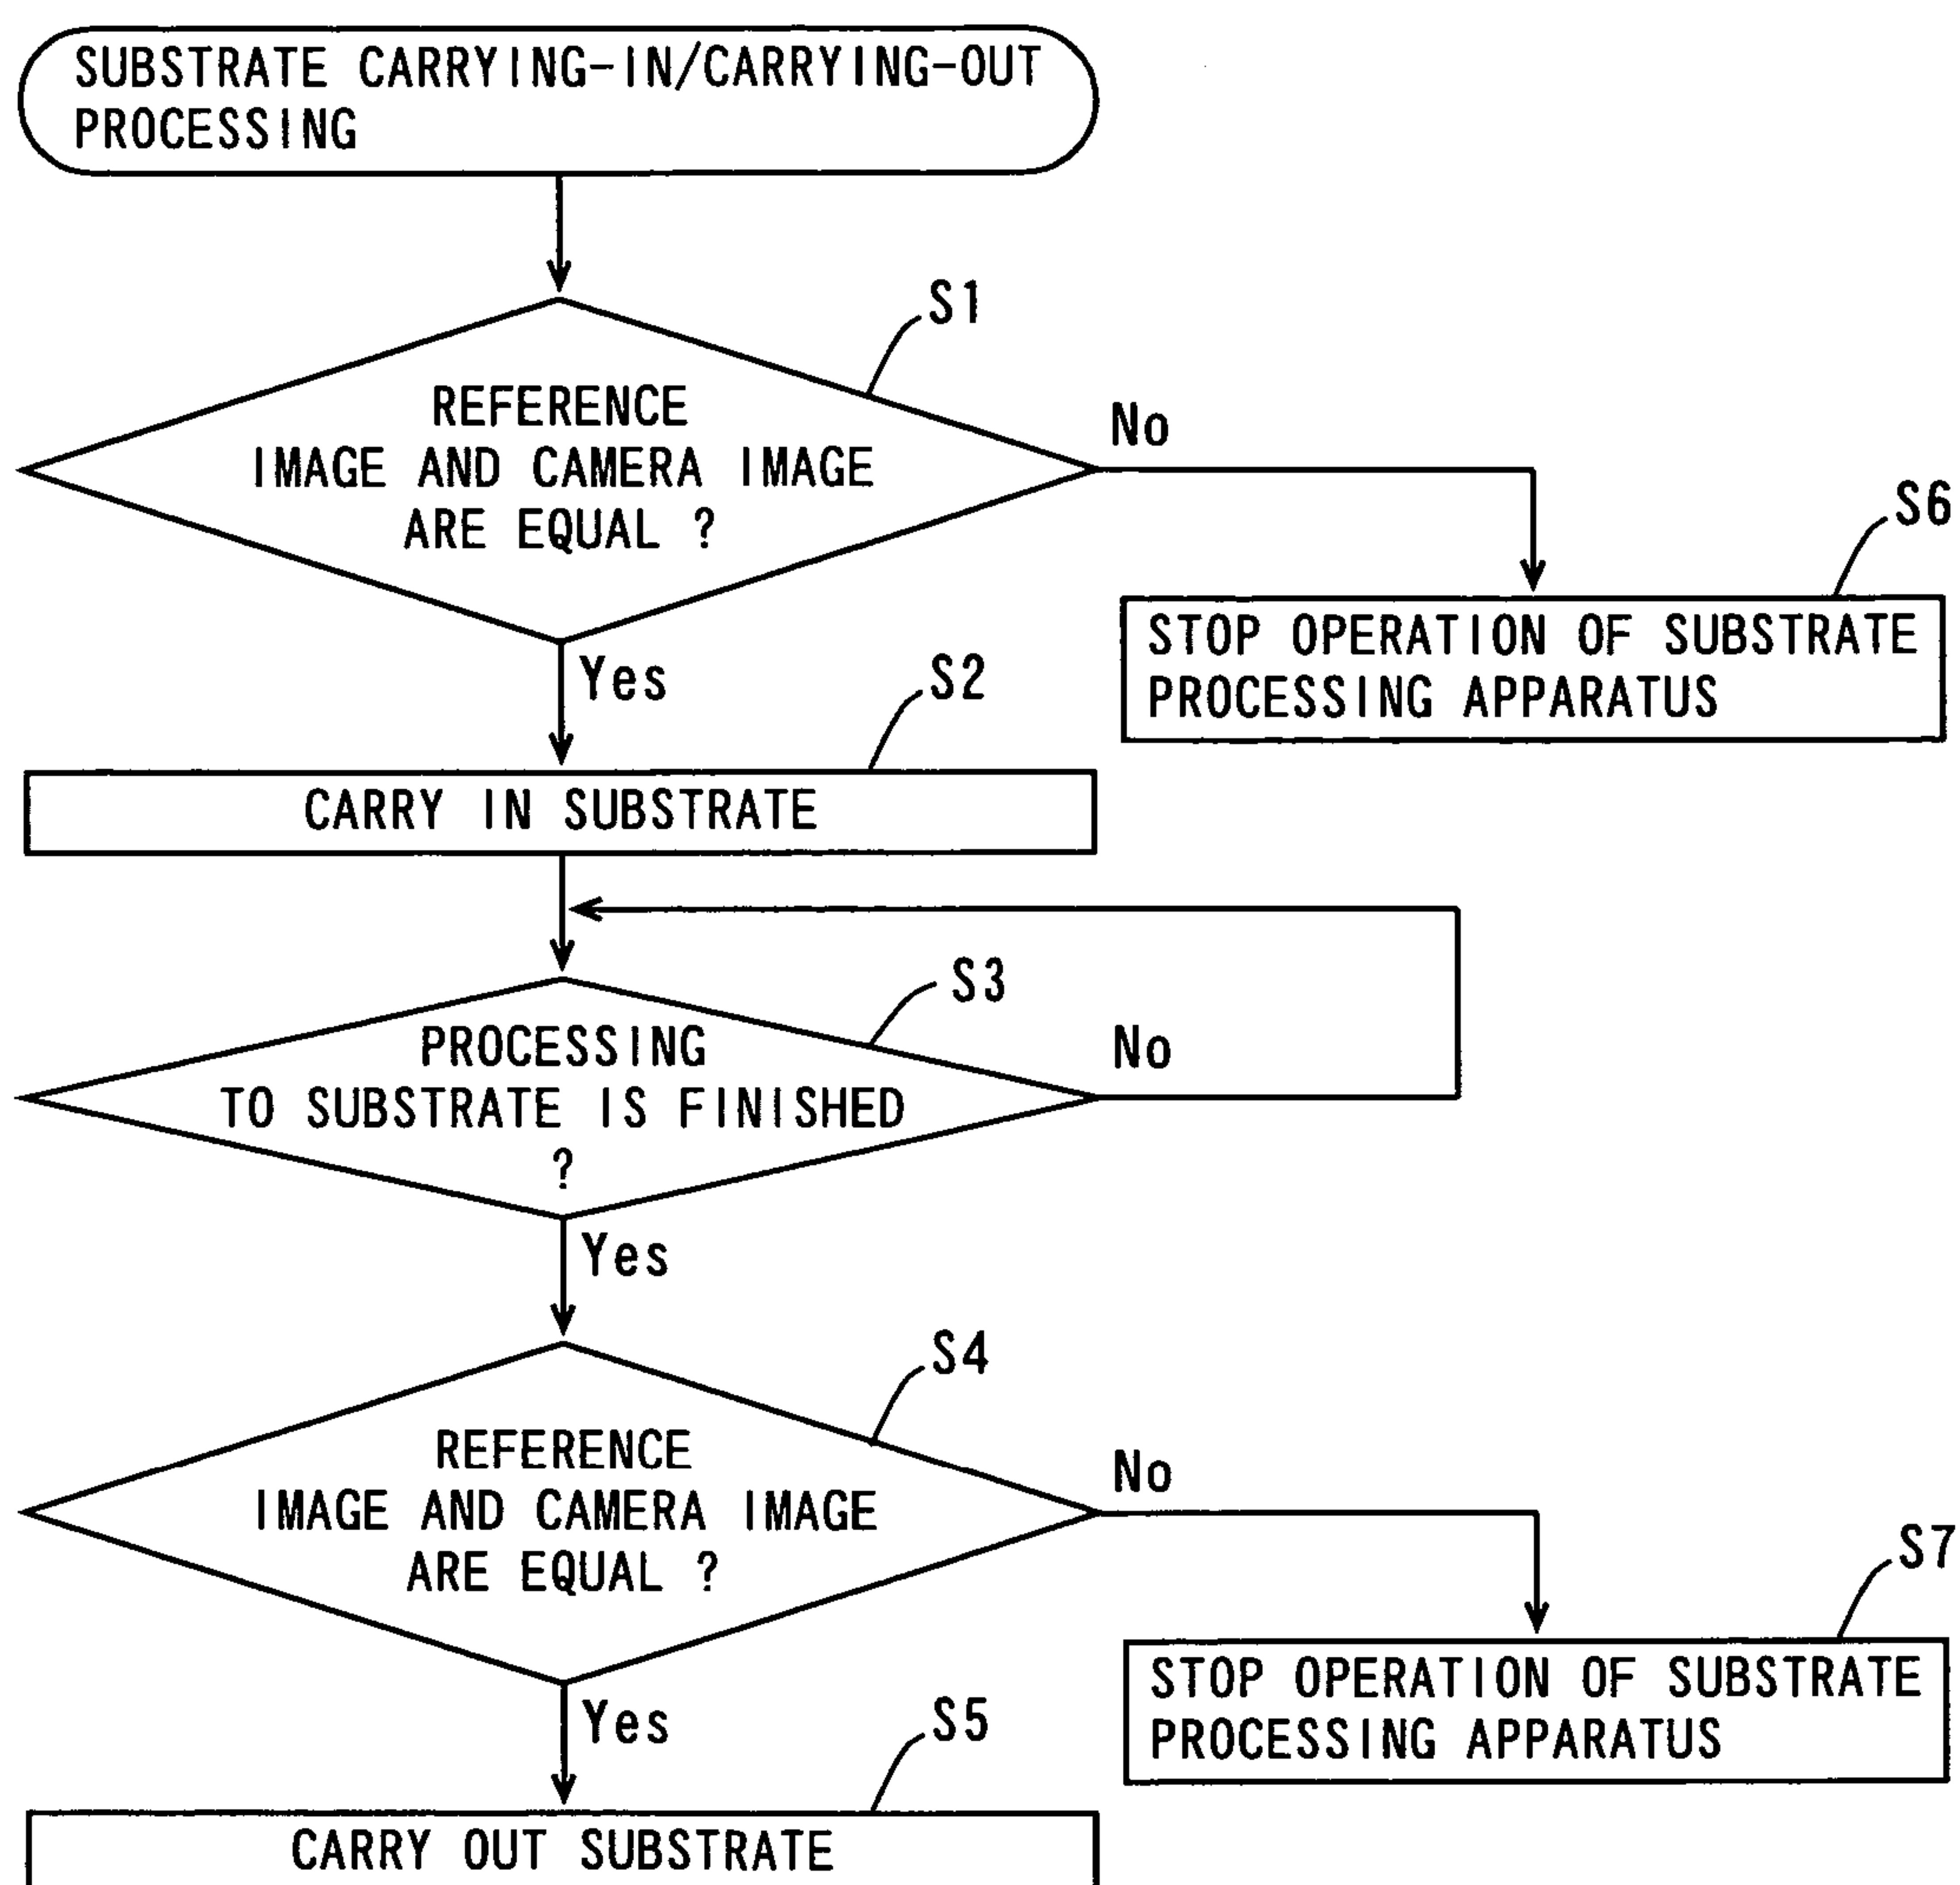 SUBSTRATE CARRYING-IN/CARRYING-OUT
PROCESSING
S1
REFERENCE
IMAGE AND CAMERA IMAGE
ARE EQUAL ?
No
S6
STOP OPERATION OF SUBSTRATE
PROCESSING APPARATUS
Yes
S2
CARRY IN SUBSTRATE
S3
PROCESSING
TO SUBSTRATE IS FINISHED
?
No
Yes
S4
REFERENCE
IMAGE AND CAMERA IMAGE
ARE EQUAL ?
No
S7
STOP OPERATION OF SUBSTRATE
PROCESSING APPARATUS
Yes
S5
CARRY OUT SUBSTRATE